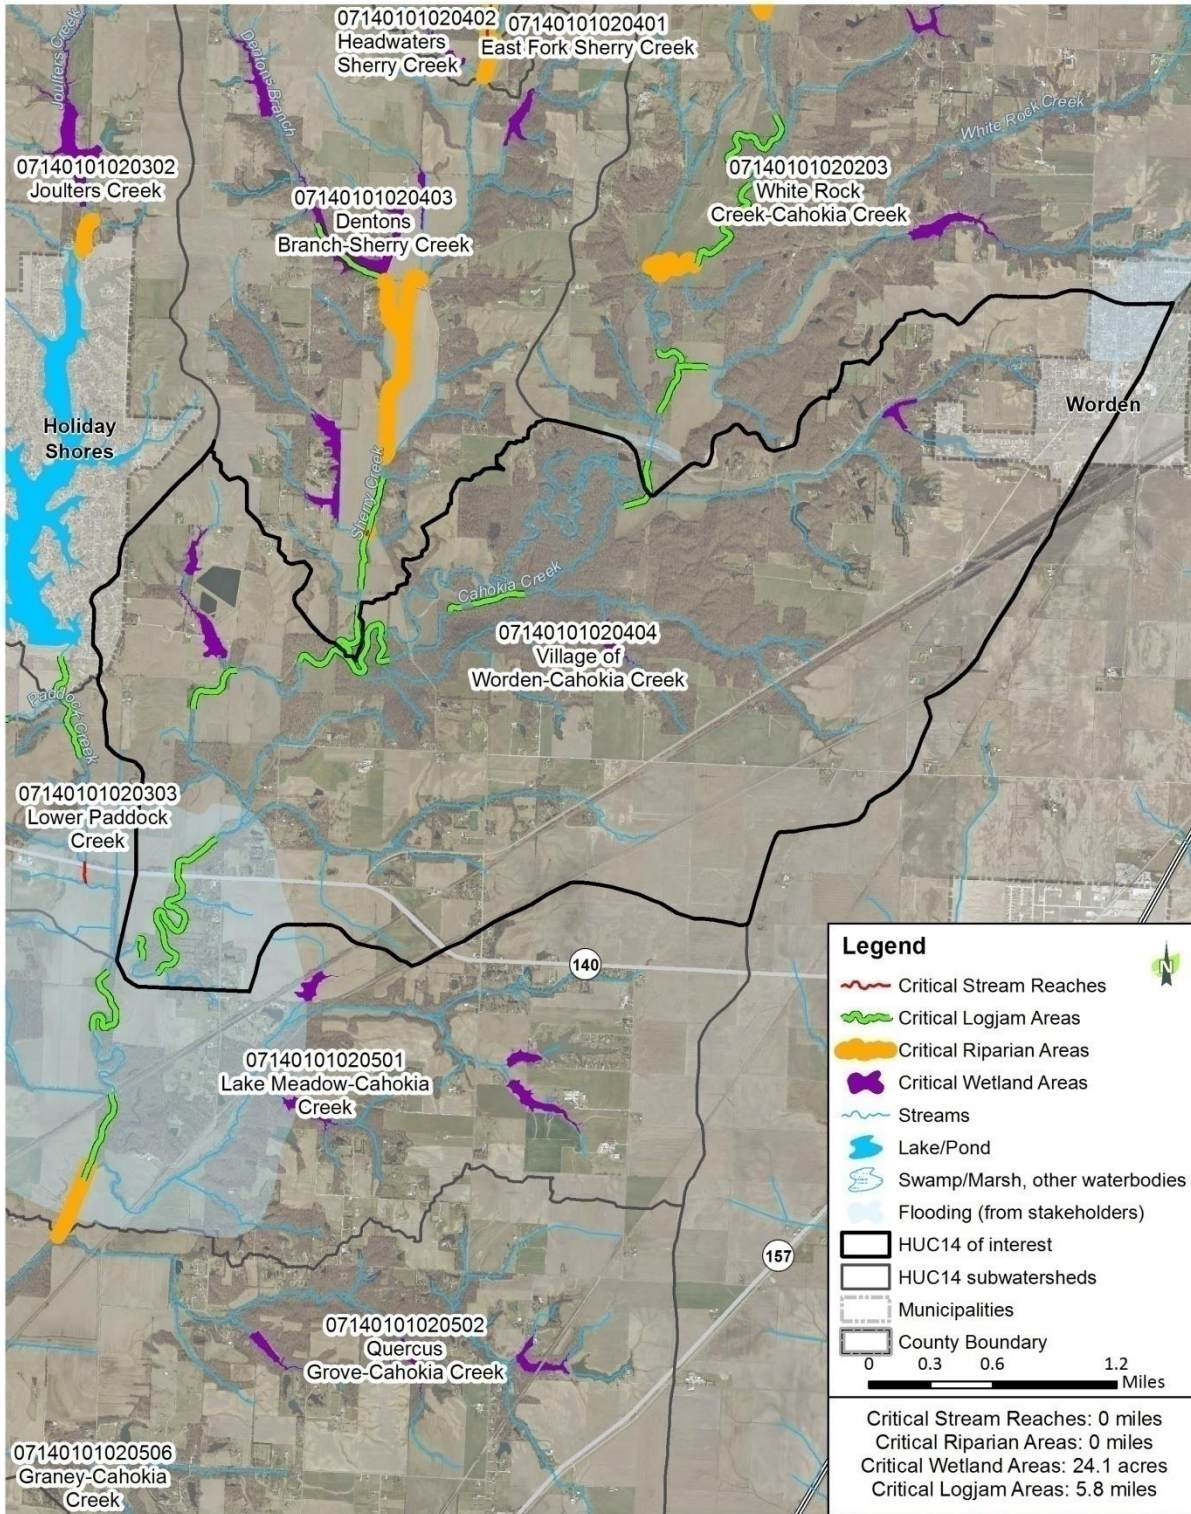 07140101020402
Headwaters
Sherry Creek
07140101020401
East Fork Sherry Creek
Joulters Creek
Dentons Branch
White Rock Creek
07140101020302
Joulters Creek
07140101020403
Dentons
Branch-Sherry Creek
07140101020203
White Rock
Creek-Cahokia Creek
Holiday
Shores
Worden
Sherry Creek
Cahokia Creek
07140101020404
Village of
Worden-Cahokia Creek
Paddock Creek
07140101020303
Lower Paddock
Creek
140
07140101020501
Lake Meadow-Cahokia
Creek
157
07140101020502
Quercus
Grove-Cahokia Creek
07140101020506
Graney-Cahokia
Creek
Legend
N
Critical Stream Reaches
Critical Logjam Areas
Critical Riparian Areas
Critical Wetland Areas
Streams
Lake/Pond
Swamp/Marsh, other waterbodies
Flooding (from stakeholders)
HUC14 of interest
HUC14 subwatersheds
Municipalities
County Boundary
0 0.3 0.6 1.2
Miles
Critical Stream Reaches: 0 miles
Critical Riparian Areas: 0 miles
Critical Wetland Areas: 24.1 acres
Critical Logjam Areas: 5.8 miles